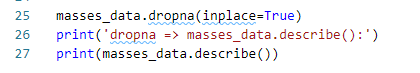 25 masses_data.dropna(inplace=True)
26 print('dropna => masses_data.describe():')
27 print(masses_data.describe())